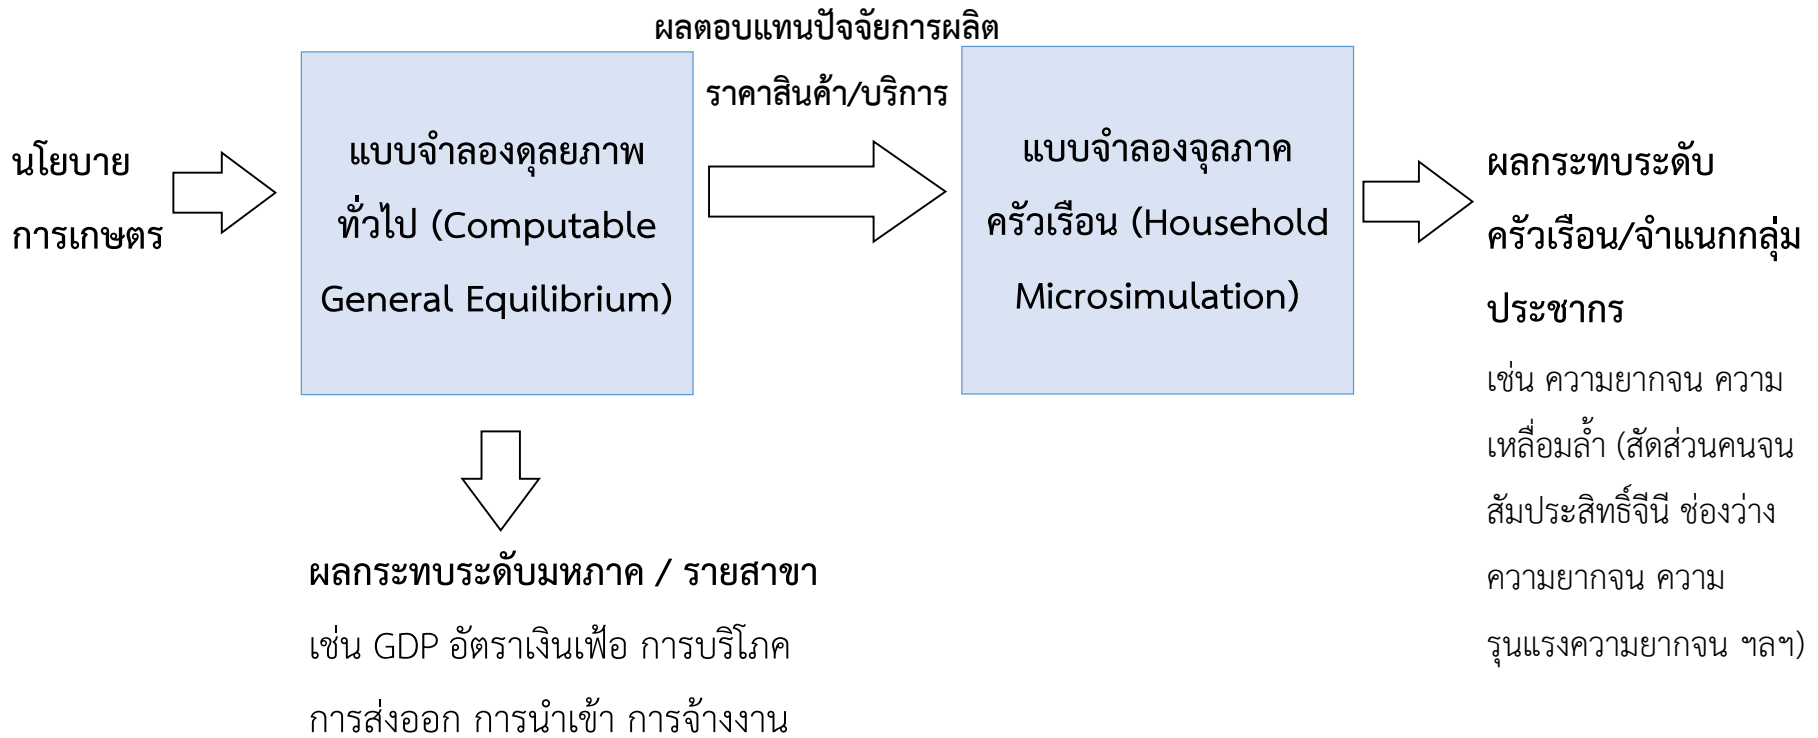 นโยบาย
การเกษตร
แบบจำลองดุลยภาพ
ทั่วไป (Computable
General Equilibrium)
ผลตอบแทนปัจจัยการผลิต
ราคาสินค้า/บริการ
แบบจำลองจุลภาค
ครัวเรือน (Household
Microsimulation)
ผลกระทบระดับ
ครัวเรือน/จำแนกกลุ่ม
ประชากร
เช่น ความยากจน ความ
เหลื่อมล้ำ (สัดส่วนคนจน
สัมประสิทธิ์จีนี ช่องว่าง
ความยากจน ความ
รุนแรงความยากจน ฯลฯ)
ผลกระทบระดับมหภาค / รายสาขา
เช่น GDP อัตราเงินเฟ้อ การบริโภค
การส่งออก การนำเข้า การจ้างงาน